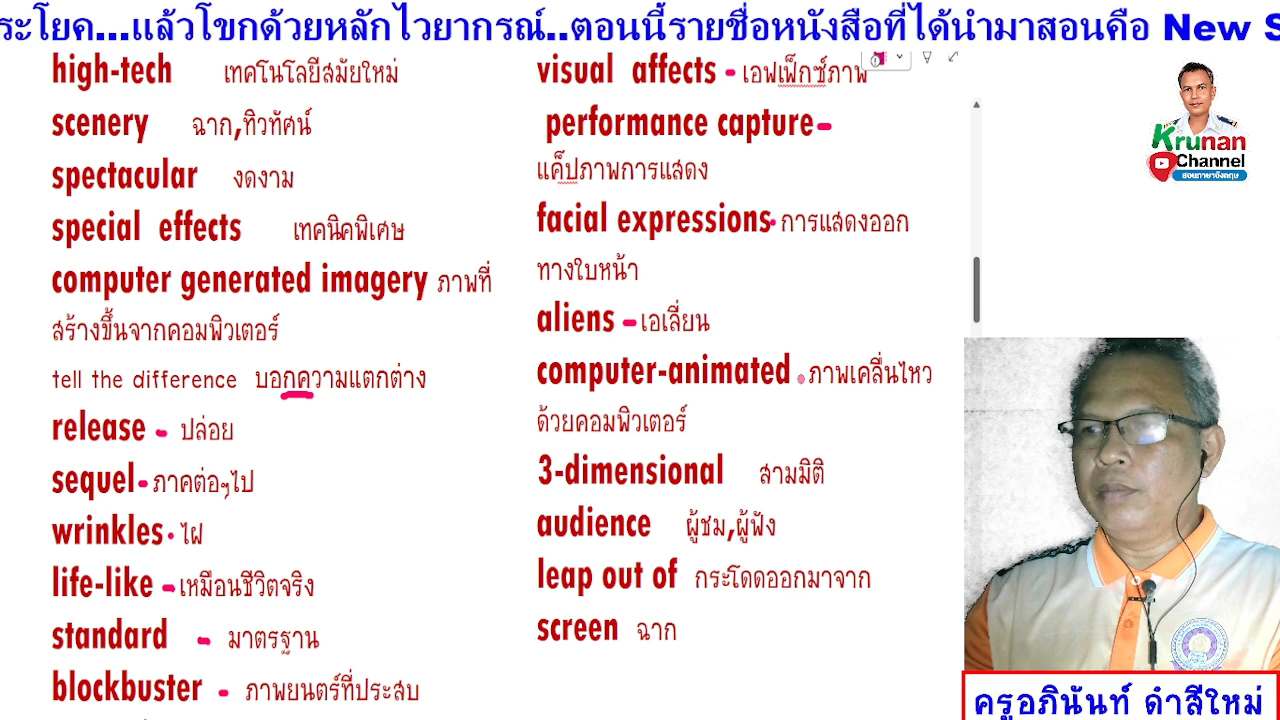 ระโยค...แล้วโขกด้วยหลักไวยากรณ์..ตอนนี้รายชื่อหนังสือที่ได้นำมาสอนคือ New S
high-tech เทคโนโลยีสมัยใหม่
scenery ฉาก,ทิวทัศน์
spectacular งดงาม
special effects เทคนิคพิเศษ
computer generated imagery ภาพที่
สร้างขึ้นจากคอมพิวเตอร์
tell the difference บอกความแตกต่าง
release - ปล่อย
sequel - ภาคต่อๆไป
wrinkles - ไฝ
life-like - เหมือนชีวิตจริง
standard - มาตรฐาน
blockbuster - ภาพยนตร์ที่ประสบ
visual affects - เอฟเฟ็กซ์ภาพ
performance capture -
แค็ปภาพการแสดง
facial expressions - การแสดงออก
ทางใบหน้า
aliens - เอเลี่ยน
computer-animated . ภาพเคลื่นไหว
ด้วยคอมพิวเตอร์
3-dimensional สามมิติ
audience ผู้ชม,ผู้ฟัง
leap out of กระโดดออกมาจาก
screen ฉาก
Krunan
Channel
สอนภาษาอังกฤษ
ครูอภินันท์ ดำสีใหม่